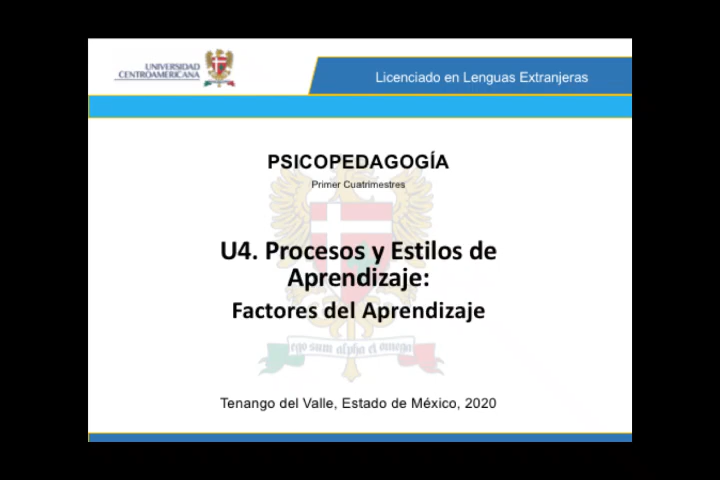 UNIVERSIDAD
CENTROAMERICANA
Licenciado en Lenguas Extranjeras
PSICOPEDAGOGÍA
Primer Cuatrimestres
U4. Procesos y Estilos de
Aprendizaje:
Factores del Aprendizaje
ego sum alpha et omega
Tenango del Valle, Estado de México, 2020